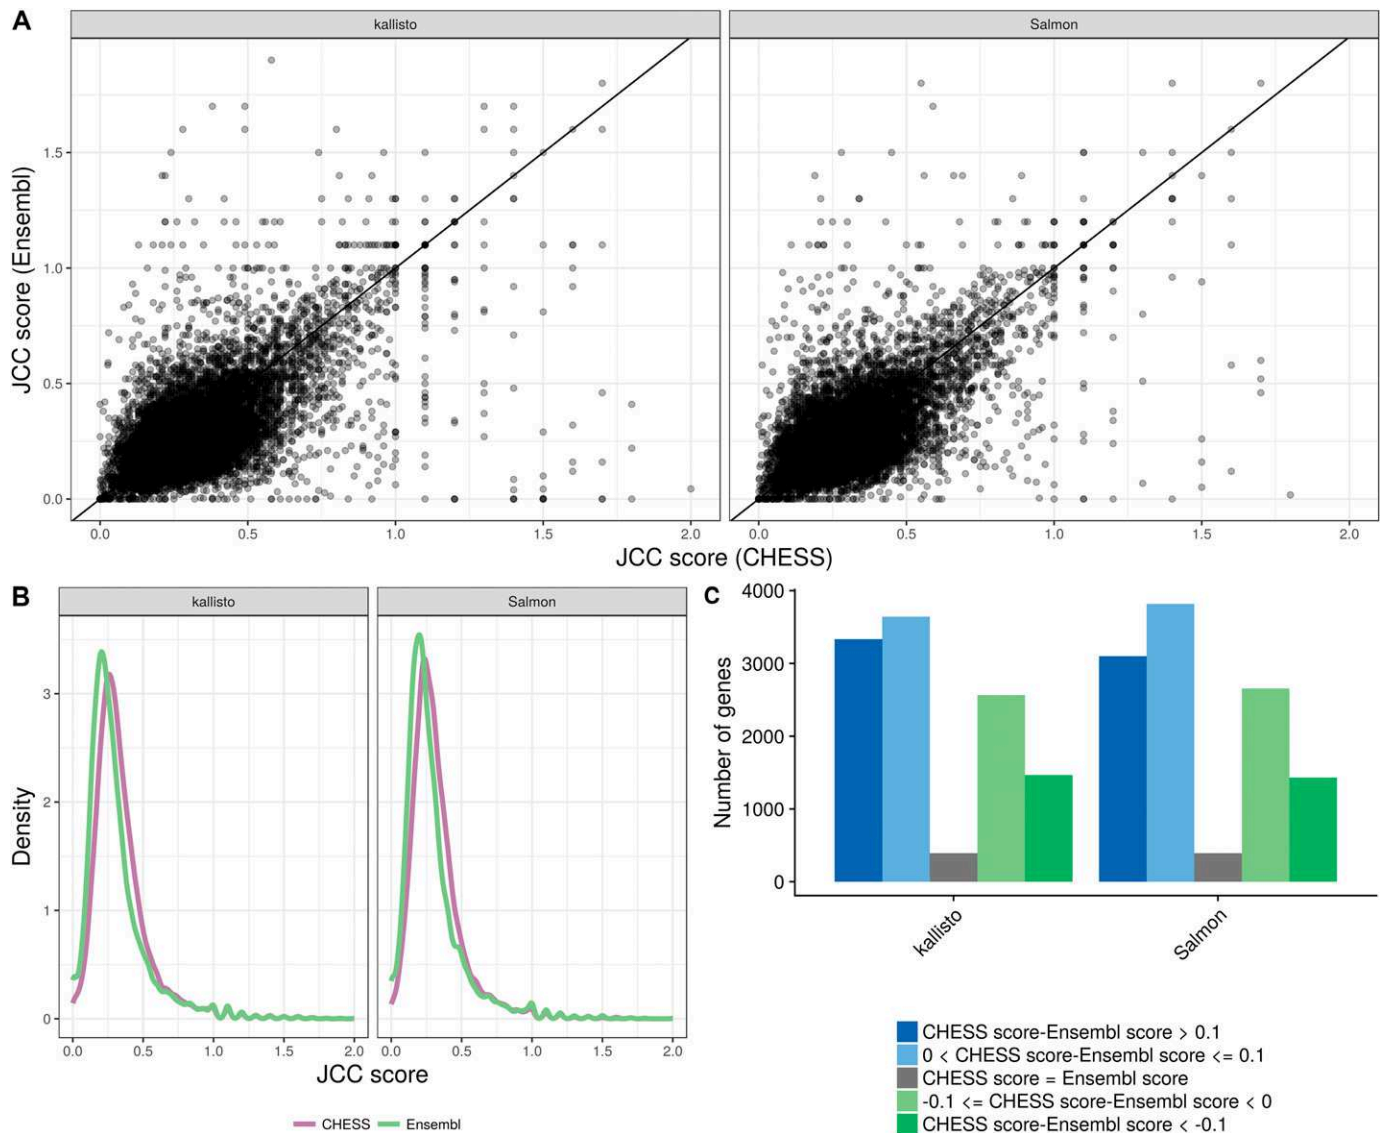 A
kallisto
Salmon
JCC score (Ensembl)
1.5
1.0
0.5
0.0
0.0 0.5 1.0 1.5 2.0
0.0 0.5 1.0 1.5 2.0
JCC score (CHESS)
B
kallisto
Salmon
Density
3
2
1
0
0.0 0.5 1.0 1.5 2.0
0.0 0.5 1.0 1.5 2.0
JCC score
CHESS Ensembl
C
Number of genes
4000
3000
2000
1000
0
kallisto
Salmon
CHESS score-Ensembl score > 0.1
0 < CHESS score-Ensembl score <= 0.1
CHESS score = Ensembl score
-0.1 <= CHESS score-Ensembl score < 0
CHESS score-Ensembl score < -0.1